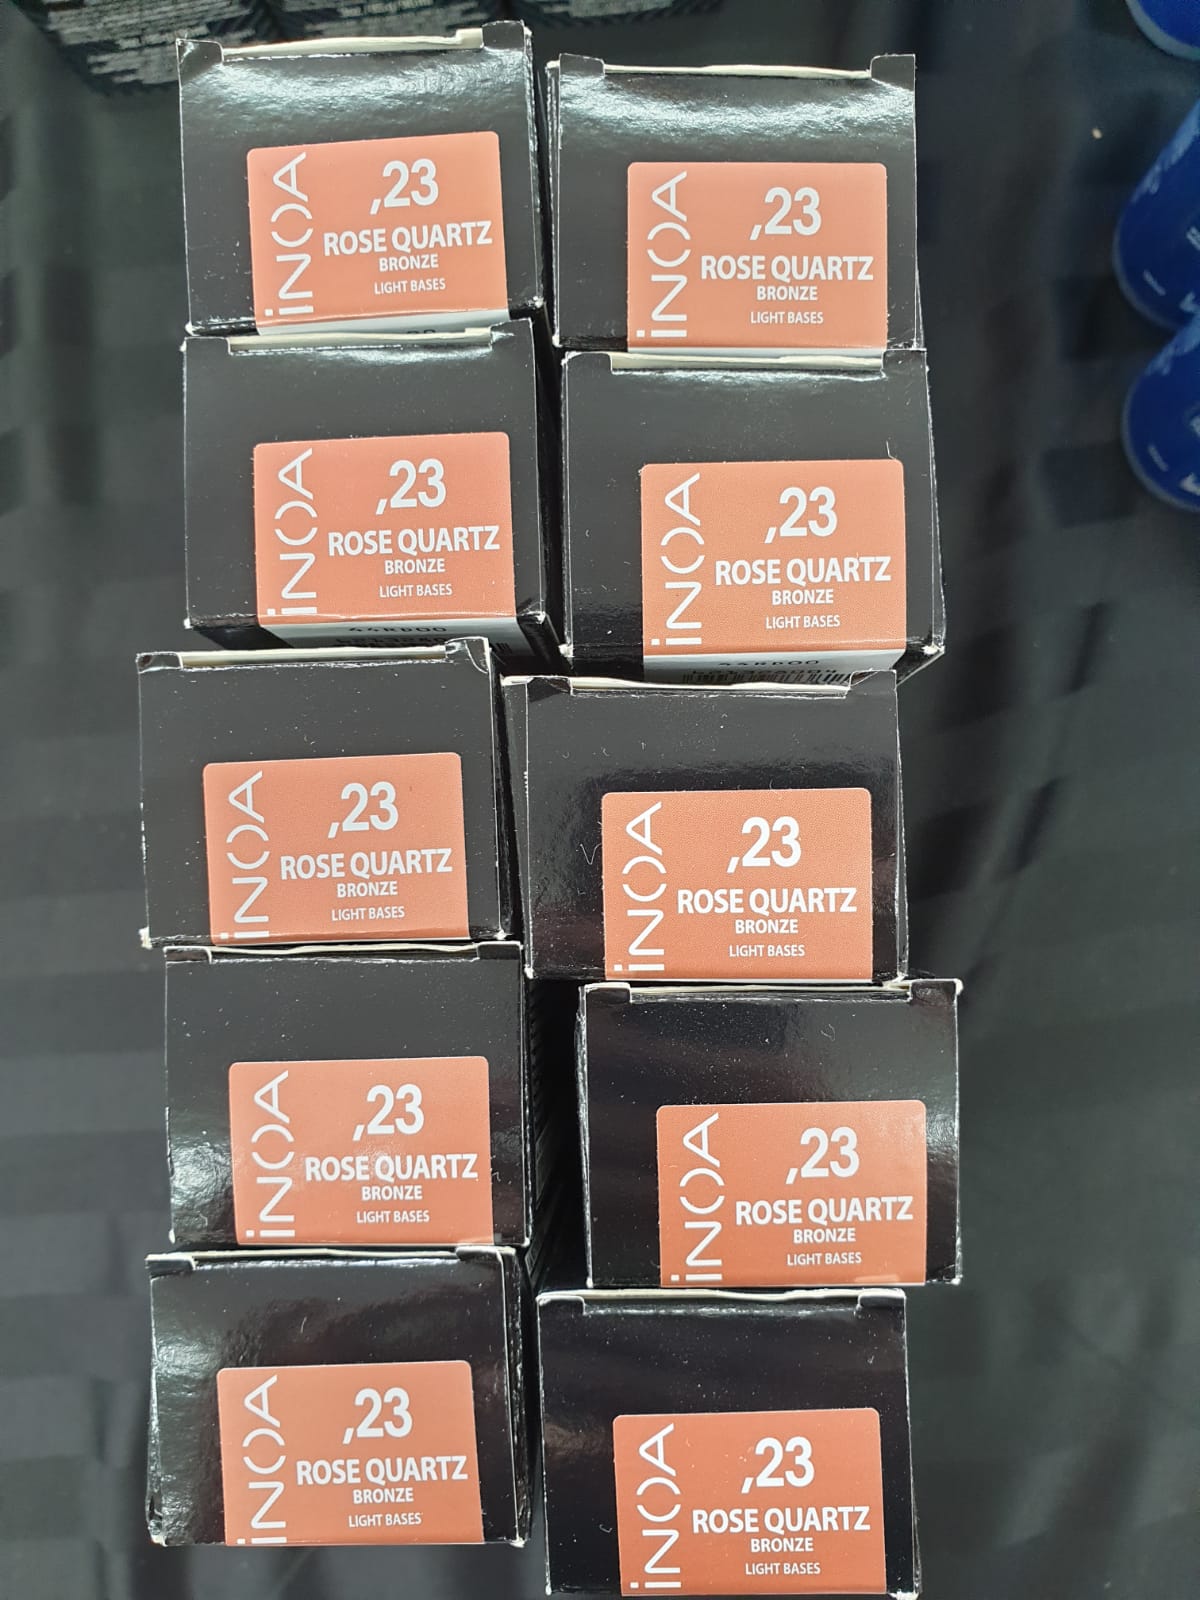 iNOA
,23
ROSE QUARTZ
BRONZE
LIGHT BASES
iNOA
,23
ROSE QUARTZ
BRONZE
LIGHT BASES
iNOA
,23
ROSE QUARTZ
BRONZE
LIGHT BASES
iNOA
,23
ROSE QUARTZ
BRONZE
LIGHT BASES
iNOA
,23
ROSE QUARTZ
BRONZE
LIGHT BASES
iNOA
,23
ROSE QUARTZ
BRONZE
LIGHT BASES
iNOA
,23
ROSE QUARTZ
BRONZE
LIGHT BASES
iNOA
,23
ROSE QUARTZ
BRONZE
LIGHT BASES
iNOA
,23
ROSE QUARTZ
BRONZE
LIGHT BASES
iNOA
,23
ROSE QUARTZ
BRONZE
LIGHT BASES